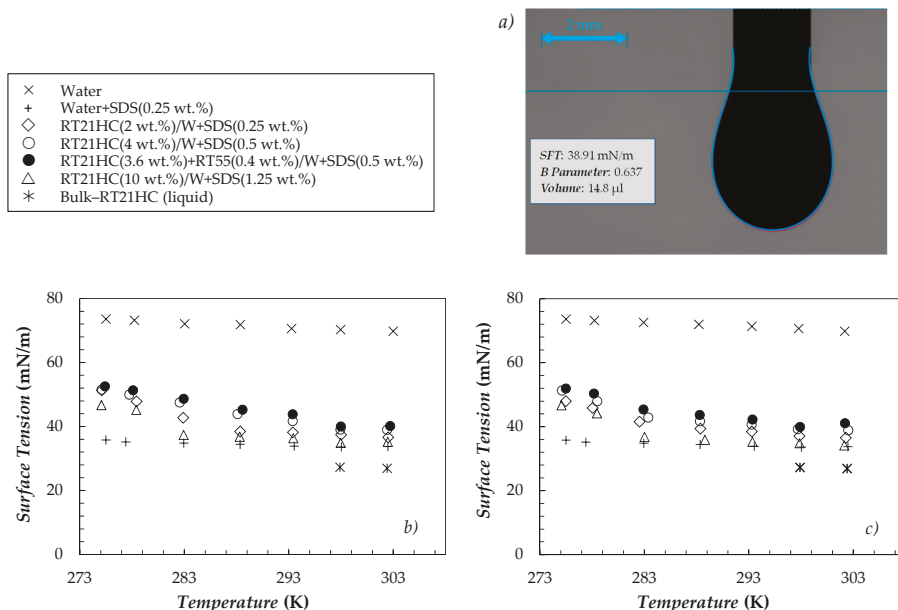 a)
2 mm
SFT: 38.91 mN/m
B Parameter: 0.637
Volume: 14.8 µl
Water
Water+SDS(0.25 wt.%)
RT21HC(2 wt.%)/W+SDS(0.25 wt.%)
RT21HC(4 wt.%)/W+SDS(0.5 wt.%)
RT21HC(3.6 wt.%)+RT55(0.4 wt.%)/W+SDS(0.5 wt.%)
RT21HC(10 wt.%)/W+SDS(1.25 wt.%)
Bulk–RT21HC (liquid)
80
60
40
20
0
Surface Tension (mN/m)
273
283
293
303
Temperature (K)
b)
80
60
40
20
0
Surface Tension (mN/m)
273
283
293
303
Temperature (K)
c)